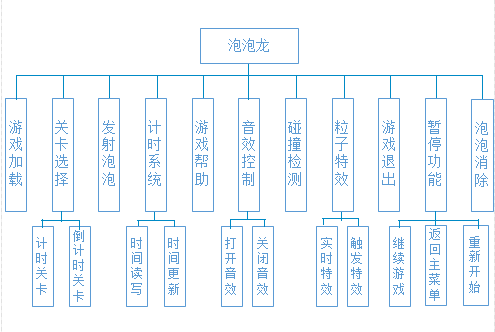 泡泡龙
游戏加载
关卡选择
发射泡泡
计时系统
游戏帮助
音效控制
碰撞检测
粒子特效
游戏退出
暂停功能
泡泡消除
计时关卡
倒计时关卡
时间读写
时间更新
打开音效
关闭音效
实时特效
触发特效
继续游戏
返回主菜单
重新开始